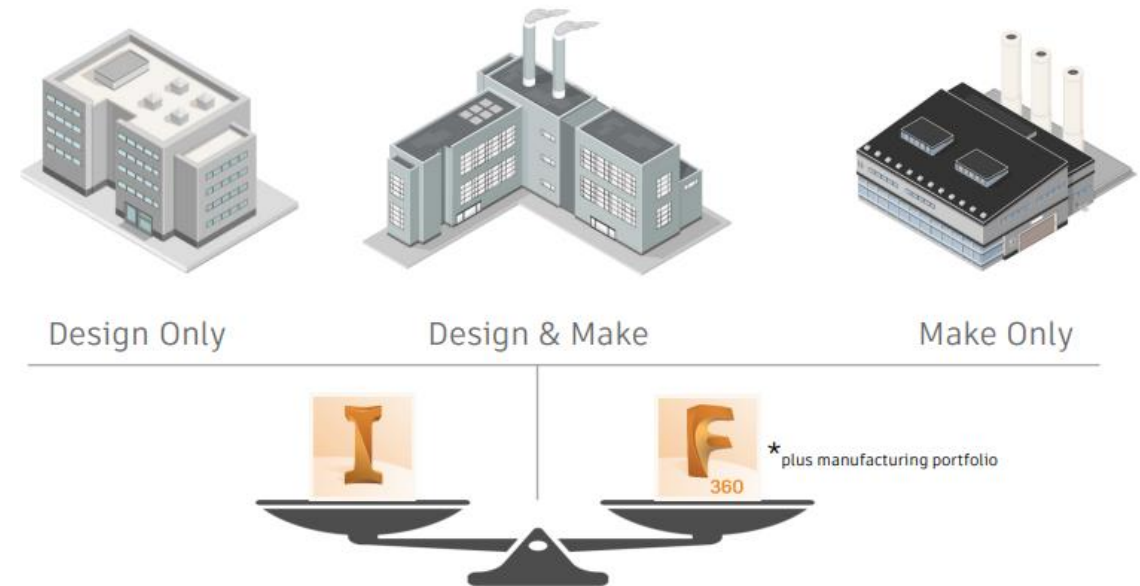 Design Only
Design & Make
Make Only
I
F
360
*plus manufacturing portfolio